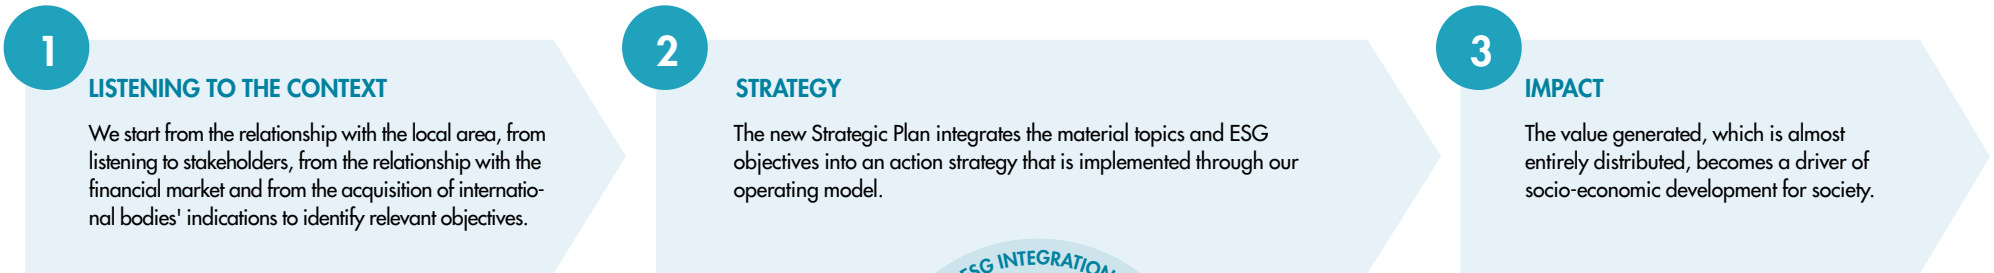 1
LISTENING TO THE CONTEXT
We start from the relationship with the local area, from
listening to stakeholders, from the relationship with the
financial market and from the acquisition of internatio-
nal bodies' indications to identify relevant objectives.
2
STRATEGY
The new Strategic Plan integrates the material topics and ESG
objectives into an action strategy that is implemented through our
operating model.
ESG INTEGRATION
3
IMPACT
The value generated, which is almost
entirely distributed, becomes a driver of
socio-economic development for society.